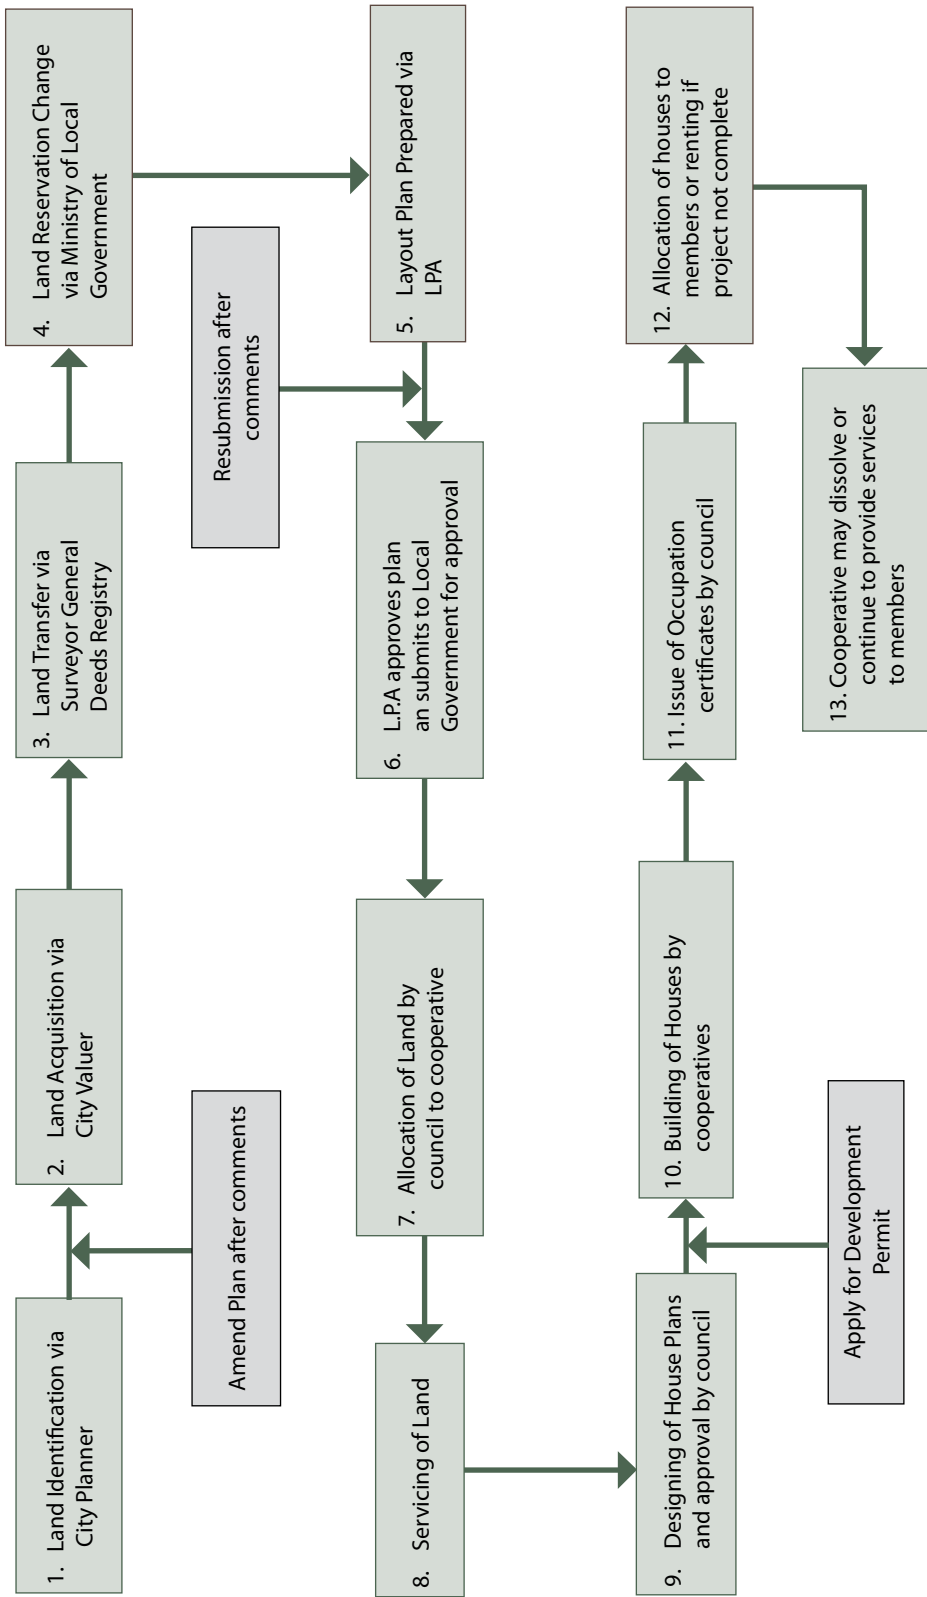 1. Land Identification via
City Planner
Amend Plan after comments
2. Land Acquisition via
City Valuer
3. Land Transfer via
Surveyor General
Deeds Registry
4. Land Reservation Change
via Ministry of Local
Government
5. Layout Plan Prepared via
LPA
Resubmission after
comments
6. L.P.A approves plan
an submits to Local
Government for approval
7. Allocation of Land by
council to cooperative
8. Servicing of Land
9. Designing of House Plans
and approval by council
Apply for Development
Permit
10. Building of Houses by
cooperatives
11. Issue of Occupation
certificates by council
12. Allocation of houses to
members or renting if
project not complete
13. Cooperative may dissolve or
continue to provide services
to members